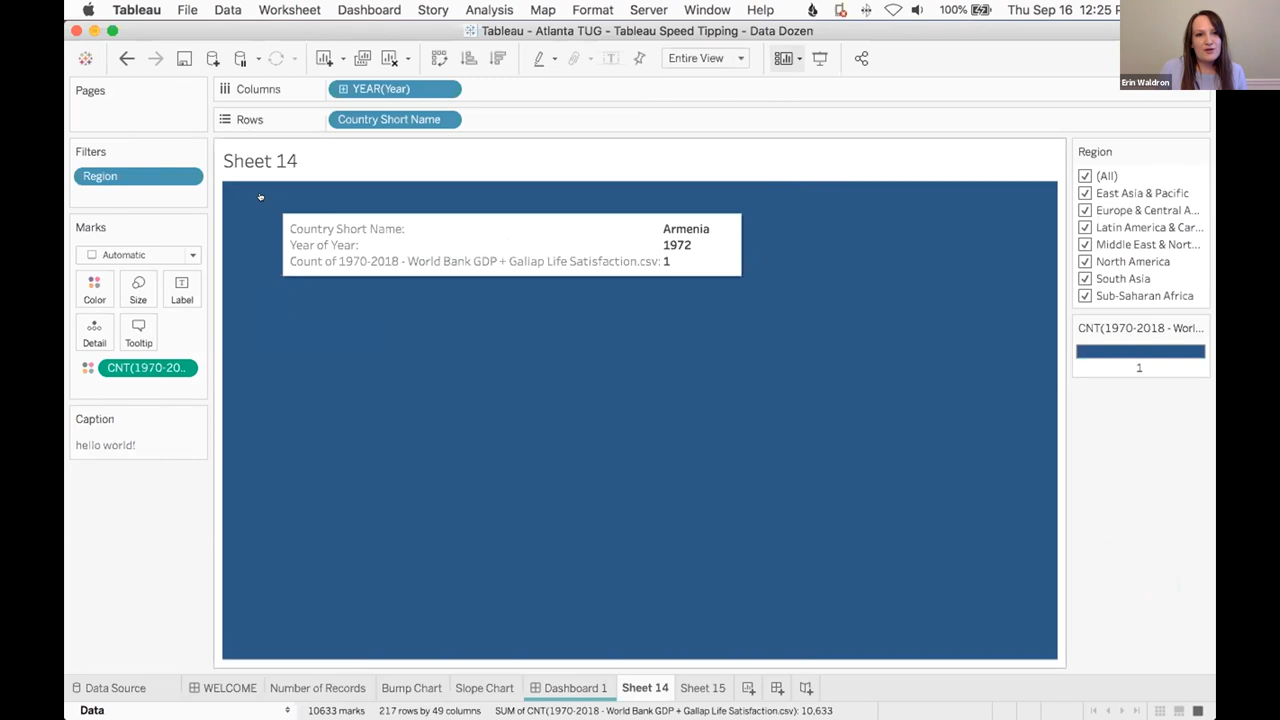 Tableau File Data Worksheet Dashboard Story Analysis Map Format Server Window Help 100% Thu Sep 16 12:25 P
Tableau - Atlanta TUG - Tableau Speed Tipping - Data Dozen
Erin Waldron
Entire View
Pages
Columns YEAR(Year)
Rows Country Short Name
Filters
Region
Marks
Automatic
Color Size Label
Detail Tooltip
CNT(1970-20..
Caption
hello world!
Sheet 14
Country Short Name: Armenia
Year of Year: 1972
Count of 1970-2018 - World Bank GDP + Gallap Life Satisfaction.csv: 1
Region
(All)
East Asia & Pacific
Europe & Central A...
Latin America & Car...
Middle East & Nort...
North America
South Asia
Sub-Saharan Africa
CNT(1970-2018 - Worl...
1
Data Source WELCOME Number of Records Bump Chart Slope Chart Dashboard 1 Sheet 14 Sheet 15
Data 10633 marks 217 rows by 49 columns SUM of CNT(1970-2018 - World Bank GDP + Gallap Life Satisfaction.csv): 10,633